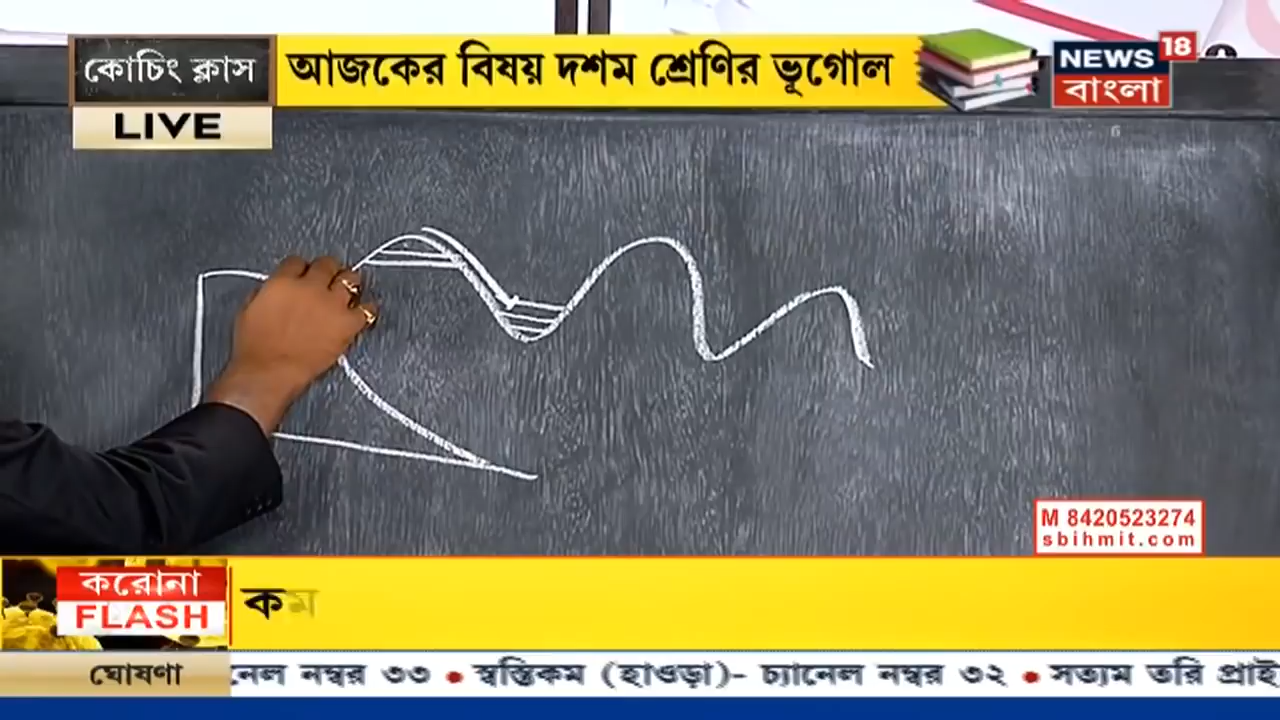 কোচিং ক্লাস
আজকের বিষয় দশম শ্রেণির ভূগোল
NEWS 18
বাংলা
LIVE
M 8420523274
sbihmit.com
করোনা
FLASH
কম
ঘোষণা
নেল নম্বর ৩৩ • স্বস্তিকম (হাওড়া)- চ্যানেল নম্বর ৩২ • সত্যম তরি প্রাই